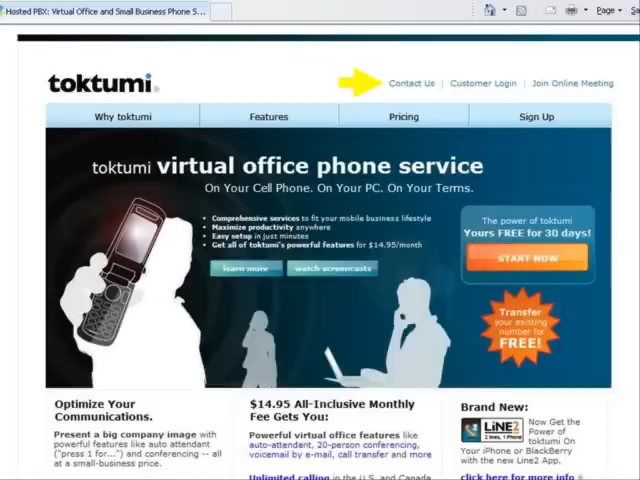 Hosted PBX: Virtual Office and Small Business Phone S...
Page
toktumi
Contact Us | Customer Login | Join Online Meeting
Why toktumi
Features
Pricing
Sign Up
toktumi virtual office phone service
On Your Cell Phone. On Your PC. On Your Terms.
• Comprehensive services to fit your mobile business lifestyle
• Maximize productivity anywhere
• Easy setup in just minutes
• Get all of toktumi's powerful features for $14.95/month
learn more
watch screencasts
The power of toktumi
Yours FREE for 30 days!
START NOW
Transfer
your existing
number for
FREE!
Optimize Your
Communications.
Present a big company image with
powerful features like auto attendant
("press 1 for...") and conferencing -- all
at a small-business price.
$14.95 All-Inclusive Monthly
Fee Gets You:
Powerful virtual office features like
auto-attendant, 20-person conferencing,
voicemail by e-mail, call transfer and more
Unlimited calling in the U.S. and Canada
Brand New:
LiNE2
2 lines, 1 Phone
Now Get the
Power of
toktumi On
Your iPhone or BlackBerry
with the new Line2 App.
click here for more info